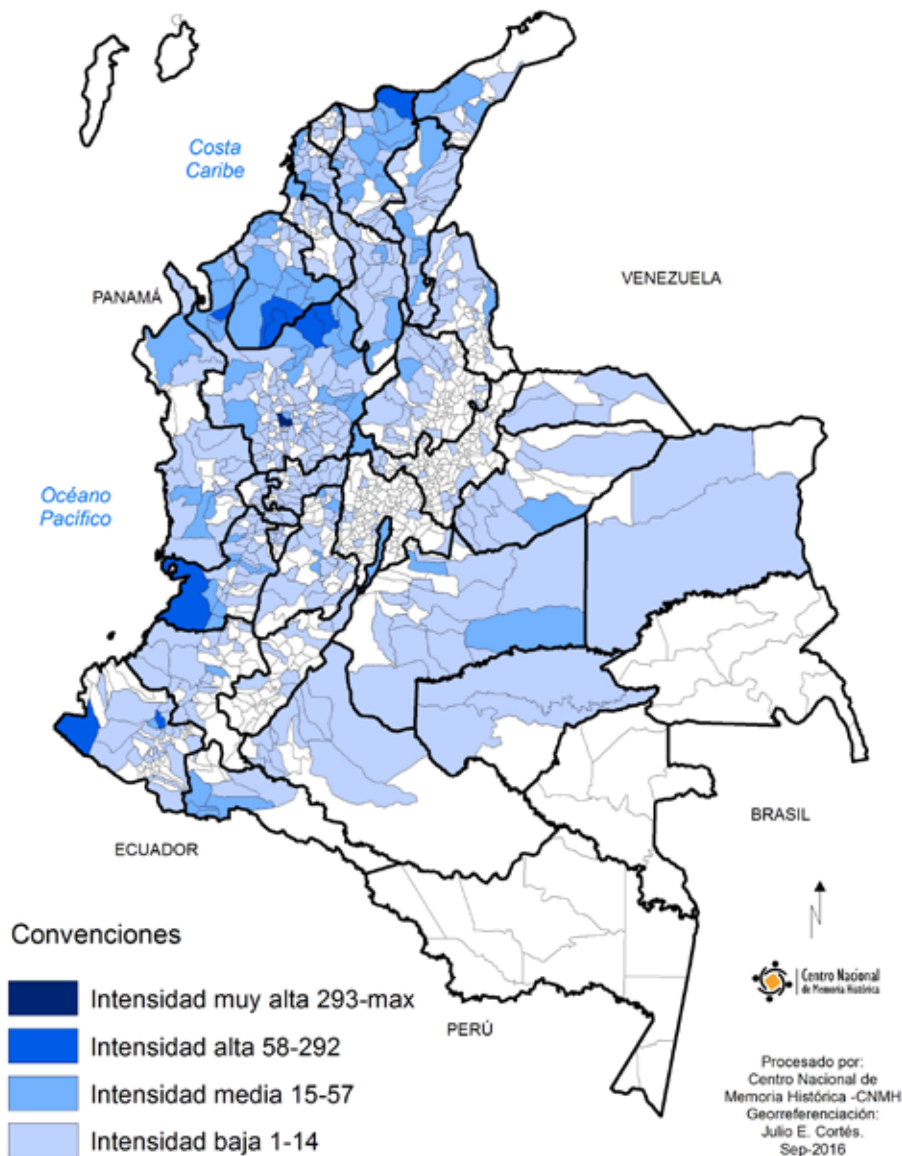 Costa
Caribe
PANAMÁ
VENEZUELA
Océano
Pacífico
ECUADOR
BRASIL
PERÚ
N
Convenciones
Intensidad muy alta 293-max
Intensidad alta 58-292
Intensidad media 15-57
Intensidad baja 1-14
Centro Nacional
de Memoria Histórica
Procesado por:
Centro Nacional de
Memoria Histórica -CNMH
Georreferenciación:
Julio E. Cortés.
Sep-2016